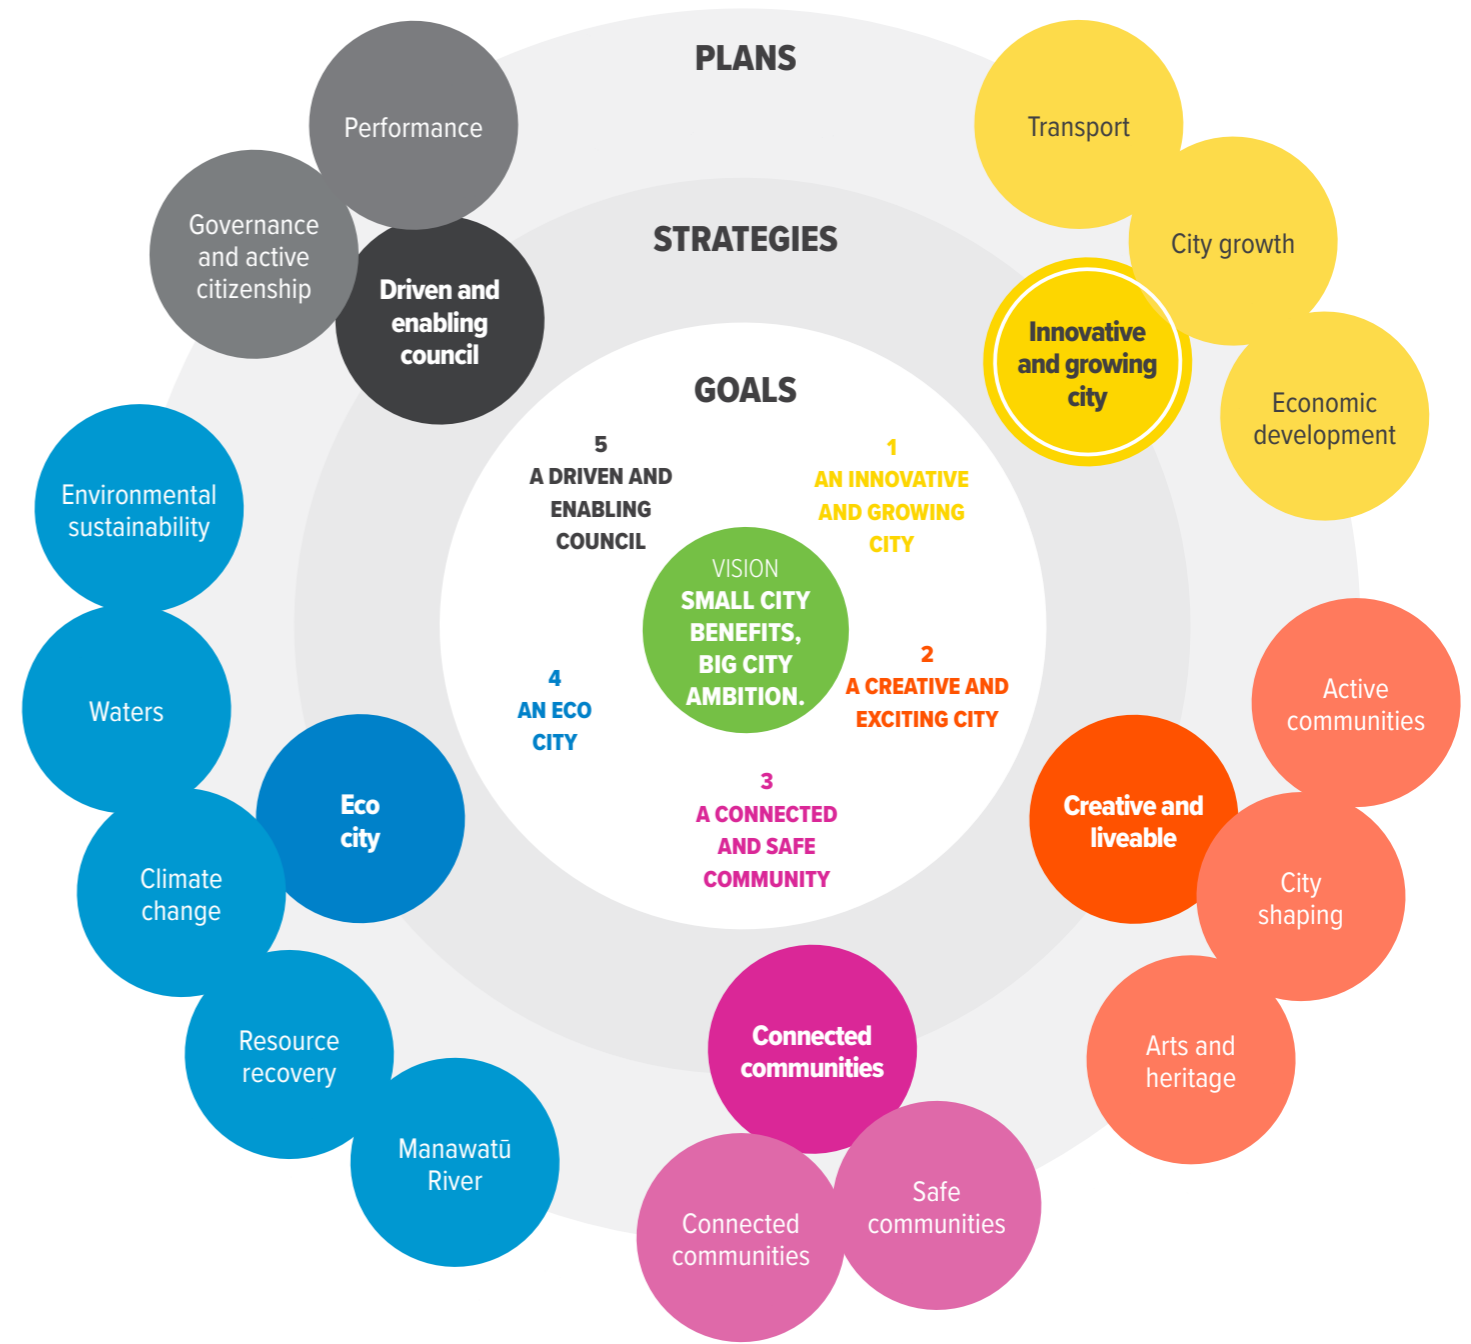 PLANS
Performance
Governance
and active
citizenship
Driven and
enabling
council
Transport
City growth
Economic
development
Innovative
and growing
city
STRATEGIES
GOALS
5
A DRIVEN AND
ENABLING
COUNCIL
1
AN INNOVATIVE
AND GROWING
CITY
VISION
SMALL CITY
BENEFITS,
BIG CITY
AMBITION.
2
A CREATIVE AND
EXCITING CITY
4
AN ECO
CITY
3
A CONNECTED
AND SAFE
COMMUNITY
Environmental
sustainability
Waters
Climate
change
Resource
recovery
Manawatū
River
Eco
city
Active
communities
Creative and
liveable
City
shaping
Arts and
heritage
Connected
communities
Connected
communities
Safe
communities